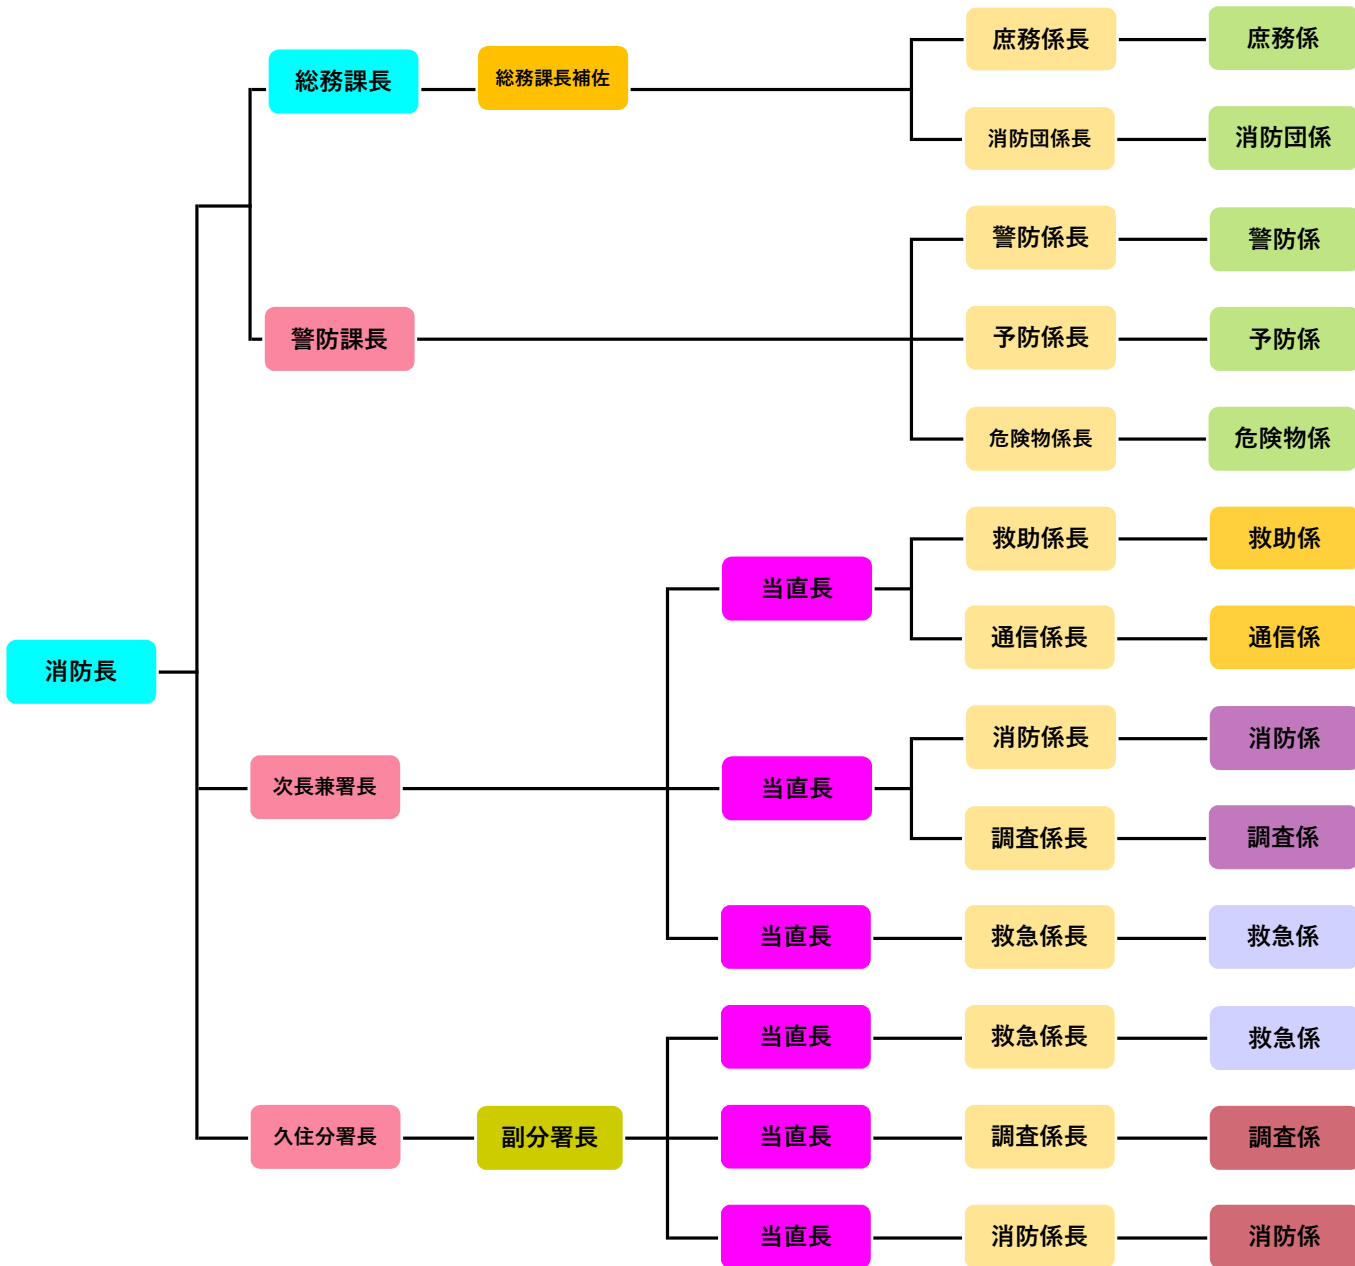 庶務係長
庶務係
総務課長
総務課長補佐
消防団係長
消防団係
警防係長
警防係
警防課長
予防係長
予防係
危険物係長
危険物係
救助係長
救助係
当直長
通信係長
通信係
消防長
消防係長
消防係
次長兼署長
当直長
調査係長
調査係
当直長
救急係長
救急係
当直長
救急係長
救急係
久住分署長
副分署長
当直長
調査係長
調査係
当直長
消防係長
消防係